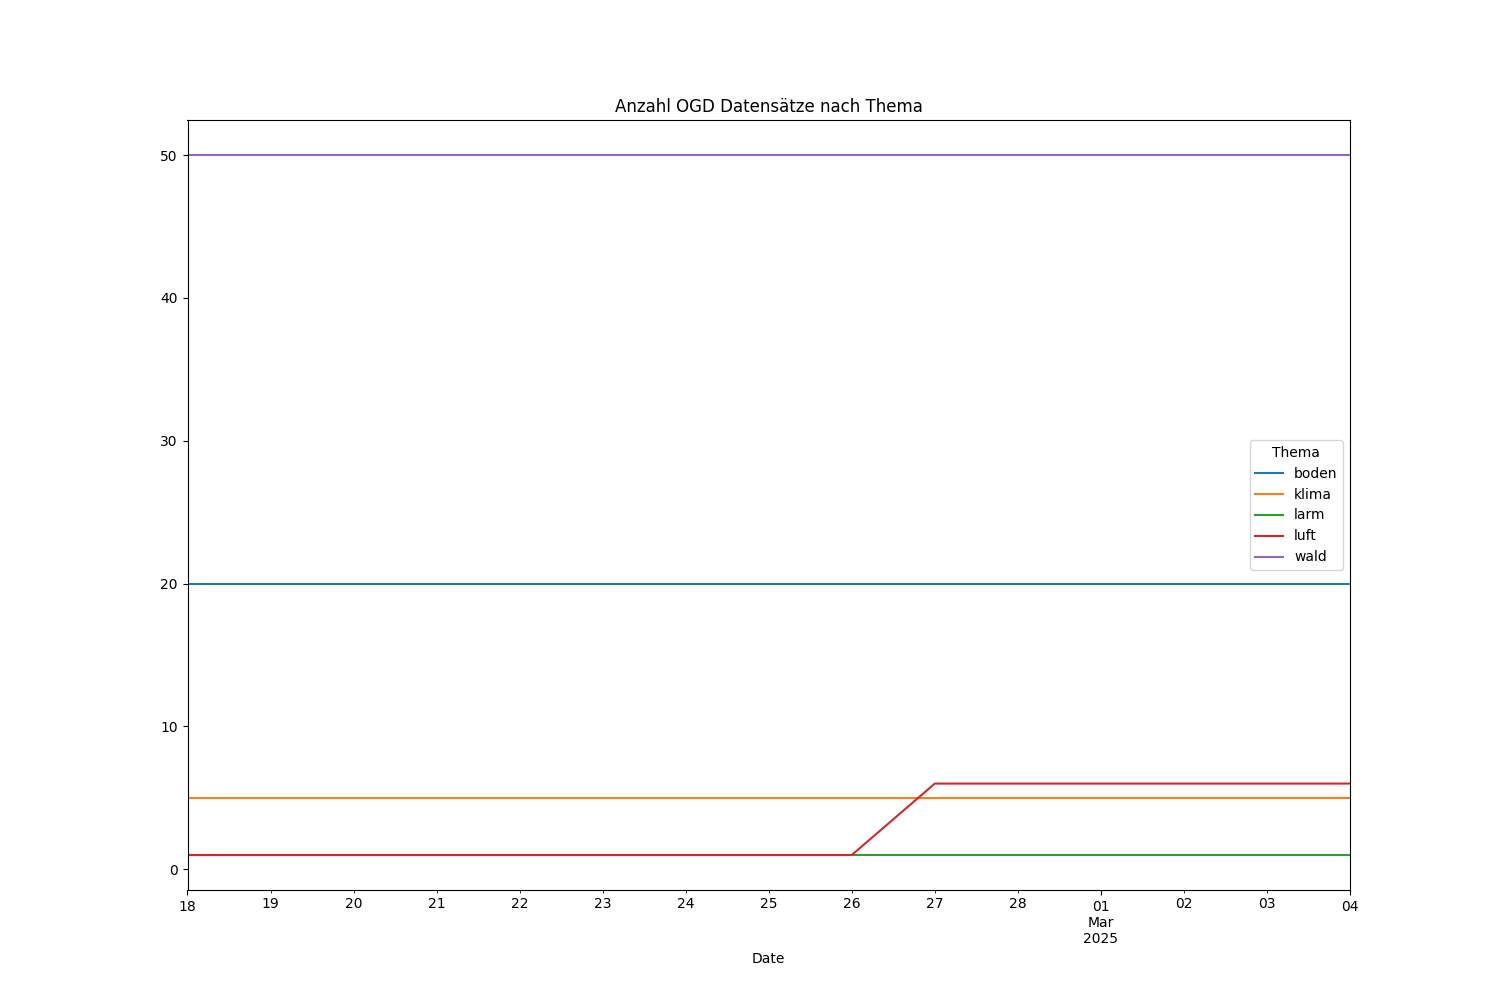 Anzahl OGD Datensätze nach Thema
50
40
30
20
10
0
Thema
boden
klima
larm
luft
wald
18 19 20 21 22 23 24 25 26 27 28 01 02 03 04
Mar
2025
Date